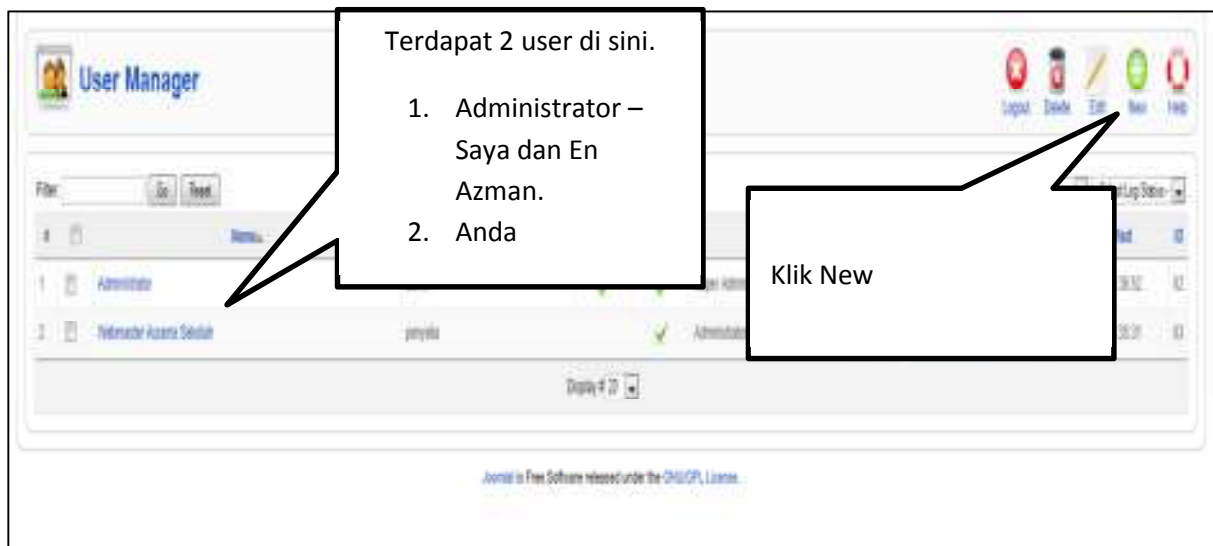 Terdapat 2 user di sini.
1. Administrator –
Saya dan En
Azman.
2. Anda
User Manager
Logout Delete Edit New Help
Klik New
Filter Go Reset
# Name ID
1 Administrator
2 Webmaster Asrama Sekolah penyelia Administrator
Display # 20
Joomla! is Free Software released under the GNU/GPL License.